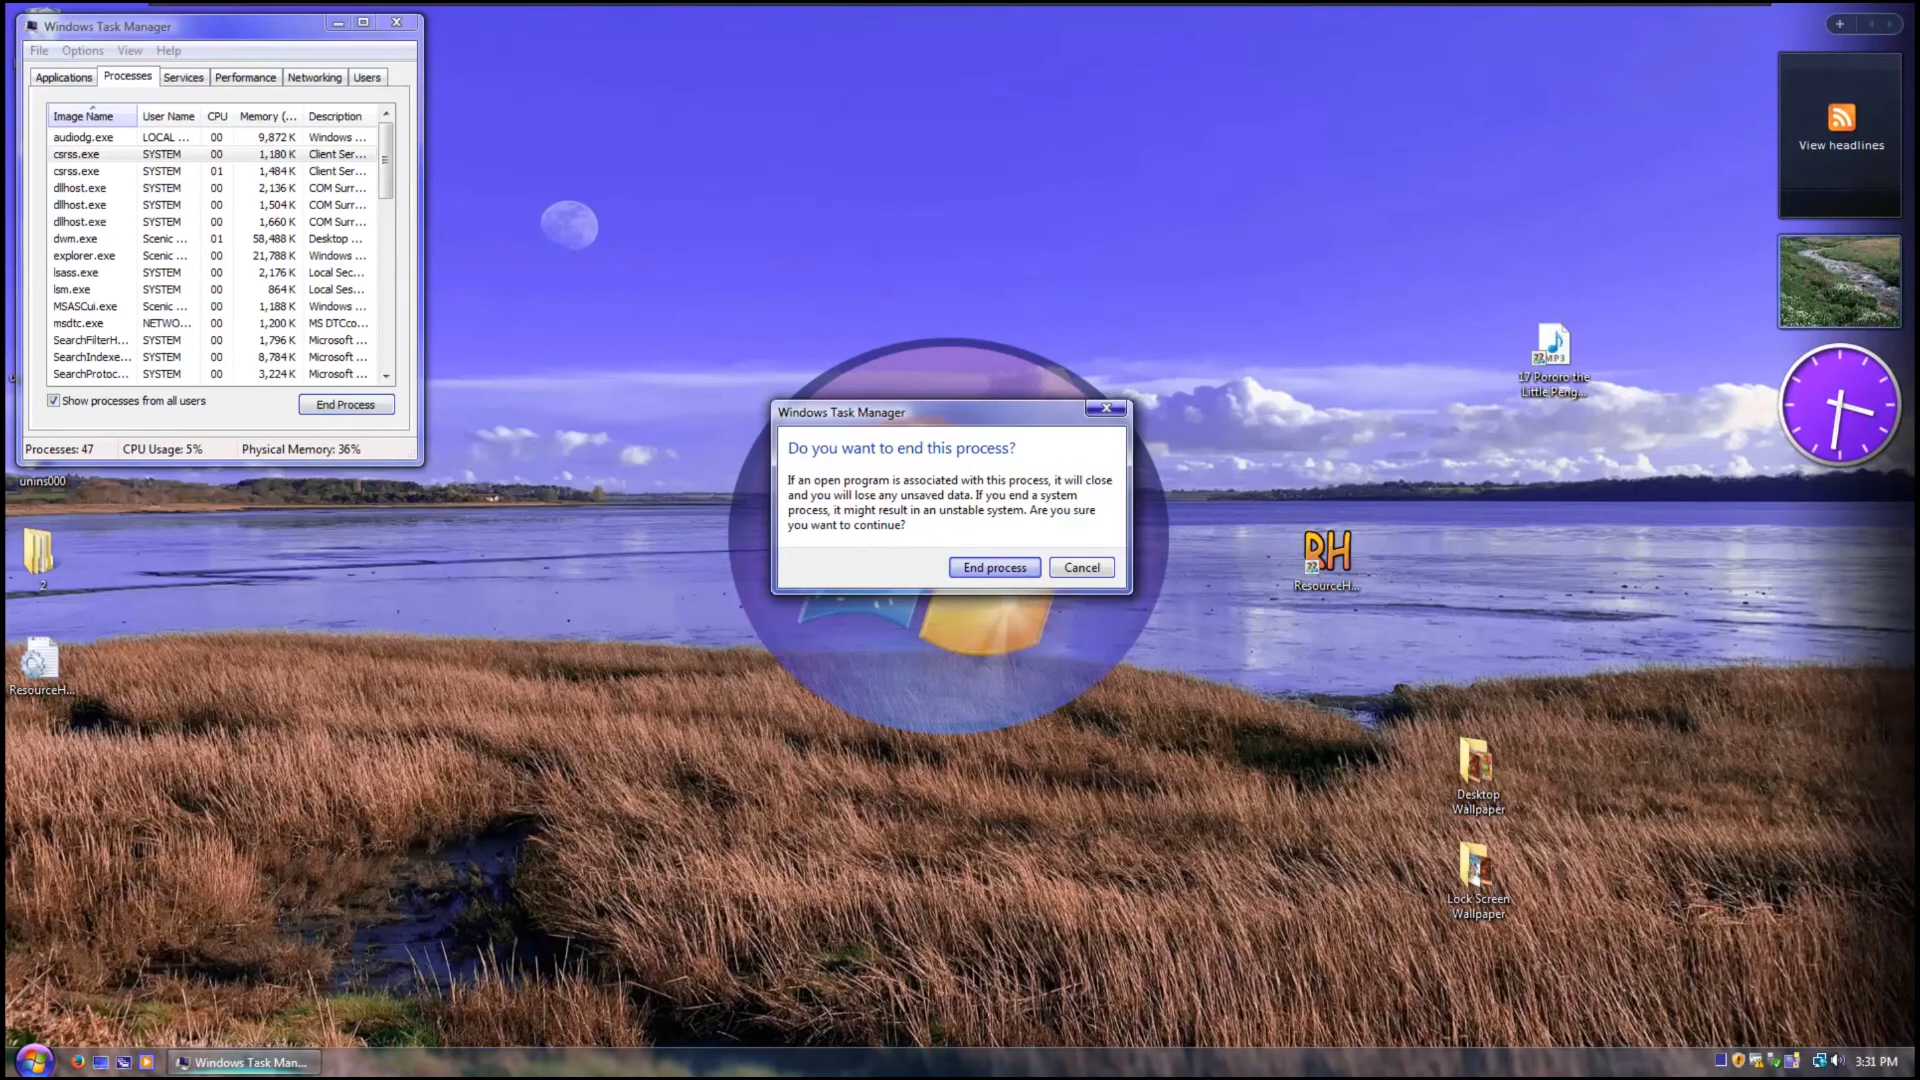 Windows Task Manager
File Options View Help
Applications Processes Services Performance Networking Users
Image Name User Name CPU Memory (... Description
audiodg.exe LOCAL ... 00 9,872 K Windows ...
csrss.exe SYSTEM 00 1,180 K Client Ser...
csrss.exe SYSTEM 01 1,484 K Client Ser...
dllhost.exe SYSTEM 00 2,136 K COM Surr...
dllhost.exe SYSTEM 00 1,504 K COM Surr...
dllhost.exe SYSTEM 00 1,660 K COM Surr...
dwm.exe Scenic ... 01 58,488 K Desktop ...
explorer.exe Scenic ... 00 21,788 K Windows ...
lsass.exe SYSTEM 00 2,176 K Local Sec...
lsm.exe SYSTEM 00 864 K Local Ses...
MSASCui.exe Scenic ... 00 1,188 K Windows ...
msdtc.exe NETWO... 00 1,200 K MS DTCco...
SearchFilterH... SYSTEM 00 1,796 K Microsoft ...
SearchIndexe... SYSTEM 00 8,784 K Microsoft ...
SearchProtoc... SYSTEM 00 3,224 K Microsoft ...
Show processes from all users End Process
Processes: 47 CPU Usage: 5% Physical Memory: 36%
unins000
2
ResourceH...
Windows Task Manager
Do you want to end this process?
If an open program is associated with this process, it will close
and you will lose any unsaved data. If you end a system
process, it might result in an unstable system. Are you sure
you want to continue?
End process Cancel
View headlines
MP3
17 Pororo the
Little Peng...
RH
ResourceH...
Desktop
Wallpaper
Lock Screen
Wallpaper
Windows Task Man...
3:31 PM